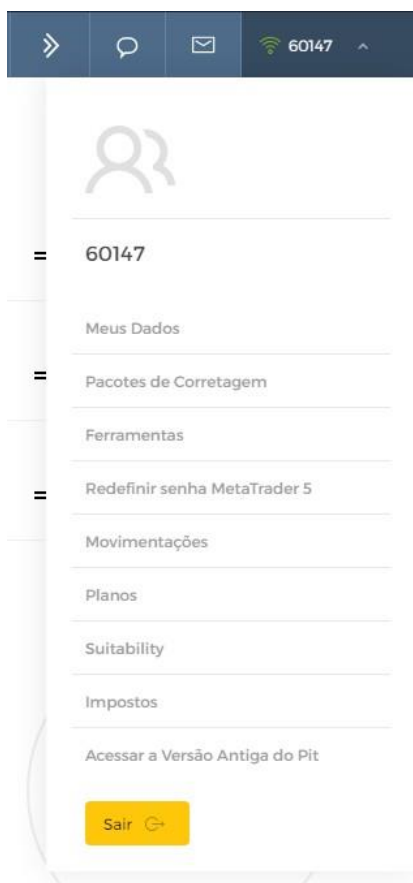 60147
60147
Meus Dados
Pacotes de Corretagem
Ferramentas
Redefinir senha MetaTrader 5
Movimentações
Planos
Suitability
Impostos
Acessar a Versão Antiga do Pit
Sair